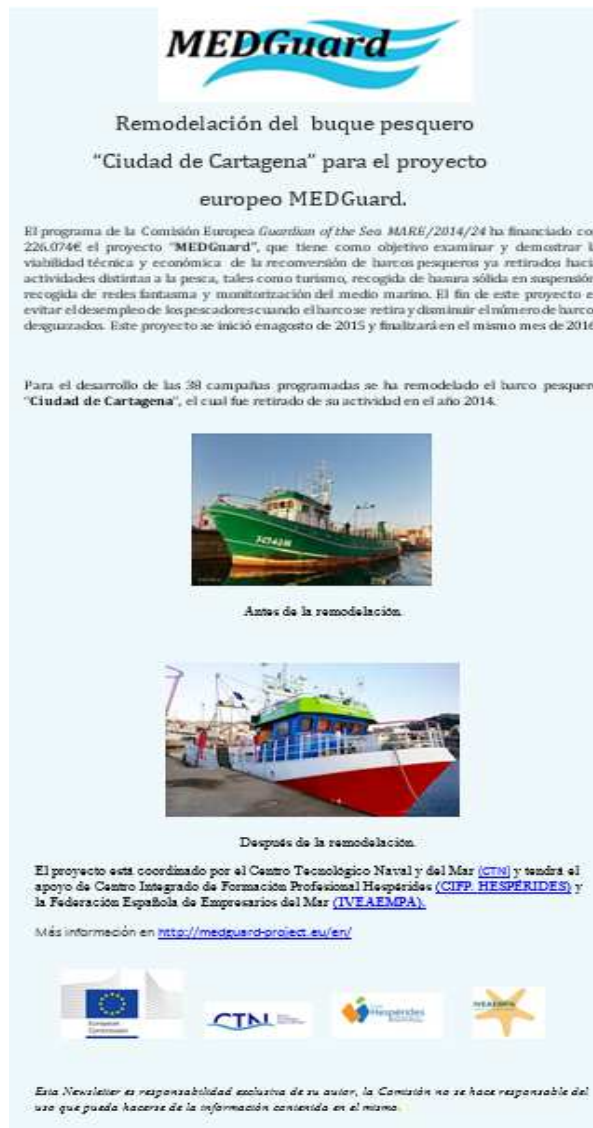 MEDGuard
Remodelación del buque pesquero
“Ciudad de Cartagena” para el proyecto
europeo MEDGuard.
El programa de la Comisión Europea Guardian of the Sea MARE/2014/24 ha financiado co
226.074€ el proyecto “MEDGuard”, que tiene como objetivo examinar y demostrar l
viabilidad técnica y económica de la reconversión de barcos pesqueros ya retirados haci
actividades distintas a la pesca, tales como turismo, recogida de basura sólida en suspensión
recogida de redes fantasma y monitorización del medio marino. El fin de este proyecto e
evitar el desempleo de los pescadores cuando el barco se retira y disminuir el número de barco
desguazados. Este proyecto se inició enagosto de 2015 y finalizará en el mismo mes de 2016
Para el desarrollo de las 38 campañas programadas se ha remodelado el barco pesquer
“Ciudad de Cartagena”, el cual fue retirado de su actividad en el año 2014.
Antes de la remodelación.
Después de la remodelación.
El proyecto está coordinado por el Centro Tecnológico Naval y del Mar (CTN) y tendrá el
apoyo de Centro Integrado de Formación Profesional Hespérides (CIFP. HESPÉRIDES) y
la Federación Española de Empresarios del Mar (IVEAEMPA).
Más información en http://medguard-project.eu/en/
European
Commission
CTN
Hespérides
IVEAEMPA
Esta Newsletter es responsabilidad exclusiva de su autor, la Comisión no se hace responsable del
uso que pueda hacerse de la información contenida en el mismo.